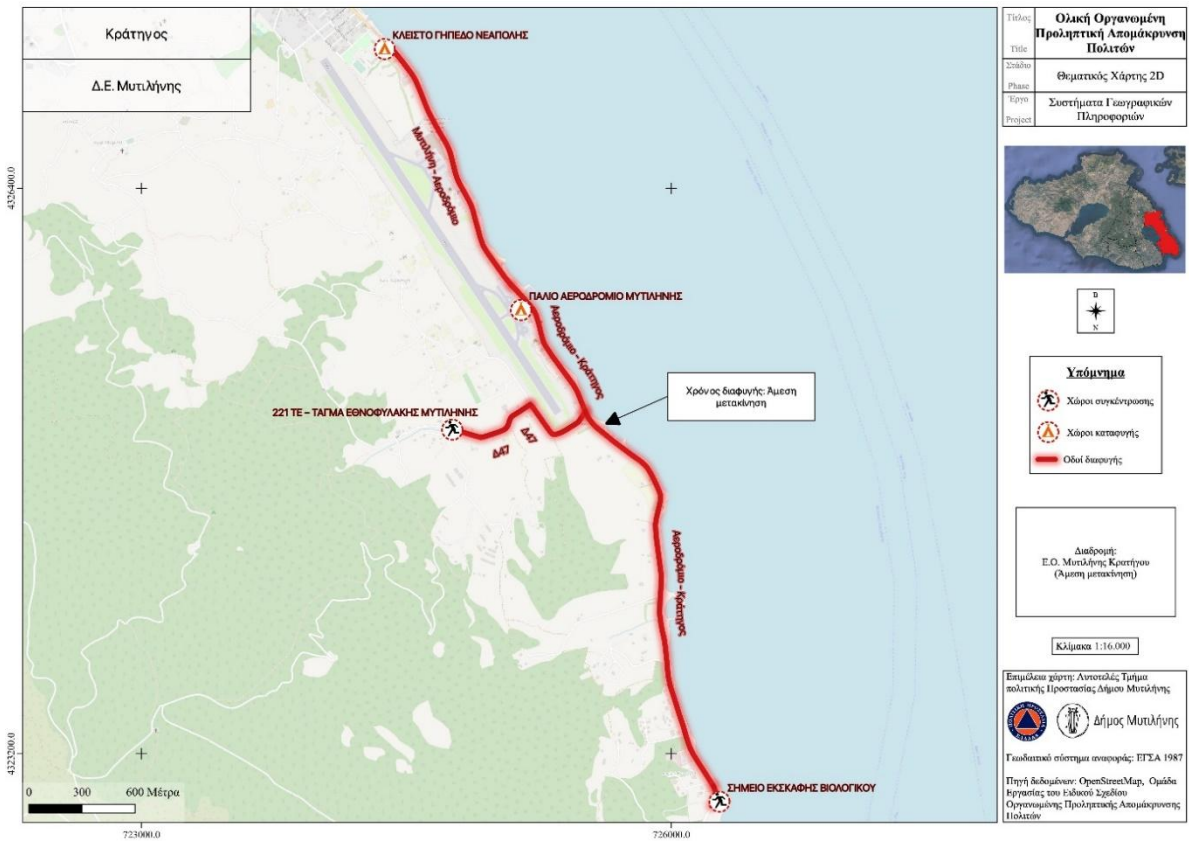 Κράτηγος
Δ.Ε. Μυτιλήνης
ΚΛΕΙΣΤΟ ΓΗΠΕΔΟ ΝΕΑΠΟΛΗΣ
Μυτιλήνη - Αεροδρόμιο
ΠΑΛΙΟ ΑΕΡΟΔΡΟΜΙΟ ΜΥΤΙΛΗΝΗΣ
Αεροδρόμιο - Κράτηγος
Χρόνος διαφυγής: Άμεση
μετακίνηση
221 ΤΕ – ΤΑΓΜΑ ΕΘΝΟΦΥΛΑΚΗΣ ΜΥΤΙΛΗΝΗΣ
Δ47
Δ47
Αεροδρόμιο - Κράτηγος
ΣΗΜΕΙΟ ΕΚΣΚΑΦΗΣ ΒΙΟΛΟΓΙΚΟΥ
0 300 600 Μέτρα
4326400.0
4323200.0
723000.0
726000.0
Τίτλος
Title
Ολική Οργανωμένη
Προληπτική Απομάκρυνση
Πολιτών
Στάδιο
Phase
Θεματικός Χάρτης 2D
Έργο
Project
Συστήματα Γεωγραφικών
Πληροφοριών
Β
Ν
Υπόμνημα
Χώροι συγκέντρωσης
Χώροι καταφυγής
Οδοί διαφυγής
Διαδρομή:
Ε.Ο. Μυτιλήνης Κρατήγου
(Άμεση μετακίνηση)
Κλίμακα 1:16.000
Επιμέλεια χάρτη: Αυτοτελές Τμήμα
πολιτικής Προστασίας Δήμου Μυτιλήνης
Δήμος Μυτιλήνης
Γεωδαιτικό σύστημα αναφοράς: ΕΓΣΑ 1987
Πηγή δεδομένων: OpenStreetMap, Ομάδα
Εργασίας του Ειδικού Σχεδίου
Οργανωμένης Προληπτικής Απομάκρυνσης
Πολιτών